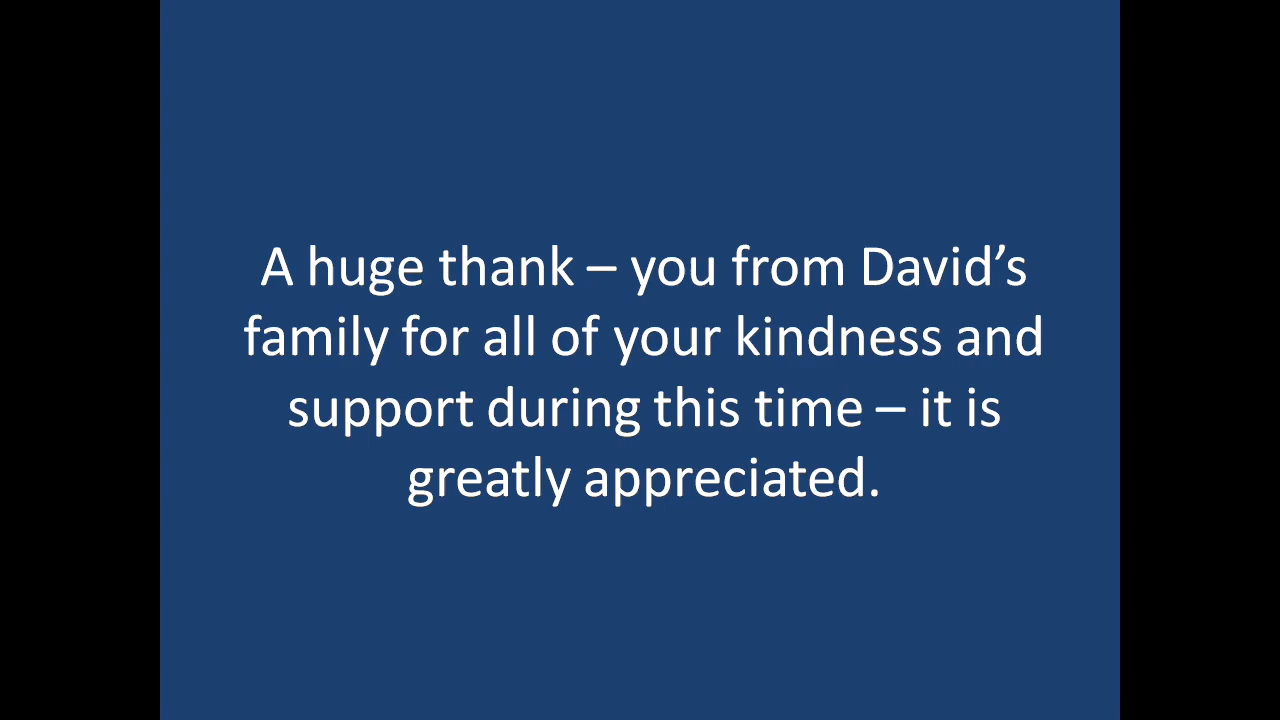 A huge thank – you from David’s
family for all of your kindness and
support during this time – it is
greatly appreciated.